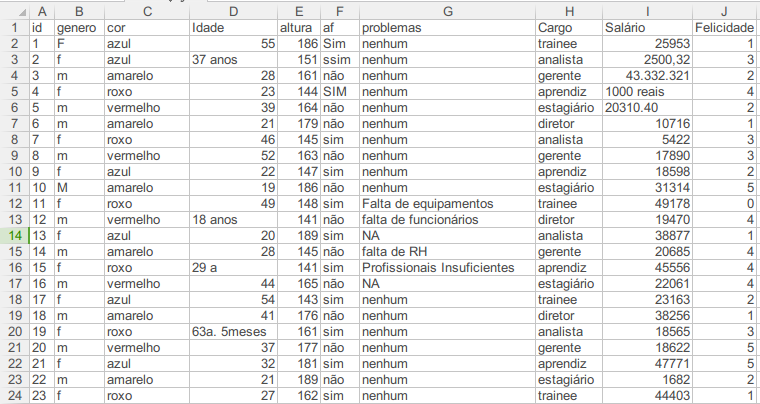 A B C D E F G H I J
1 id genero cor Idade altura af problemas Cargo Salário Felicidade
2 1 F azul 55 186 Sim nenhum trainee 25953 1
3 2 f azul 37 anos 151 ssim nenhum analista 2500,32 3
4 3 m amarelo 28 161 não nenhum gerente 43.332.321 2
5 4 f roxo 23 144 SIM nenhum aprendiz 1000 reais 4
6 5 m vermelho 39 164 não nenhum estagiário 20310.40 2
7 6 m amarelo 21 179 não nenhum diretor 10716 1
8 7 f roxo 46 145 sim nenhum analista 5422 3
9 8 m vermelho 52 163 não nenhum gerente 17890 3
10 9 f azul 22 147 sim nenhum aprendiz 18598 2
11 10 M amarelo 19 186 não nenhum estagiário 31314 5
12 11 f roxo 49 148 sim Falta de equipamentos trainee 49178 0
13 12 m vermelho 18 anos 141 não falta de funcionários diretor 19470 4
14 13 f azul 20 189 sim NA analista 38877 1
15 14 m amarelo 28 145 não falta de RH gerente 20685 4
16 15 f roxo 29 a 141 sim Profissionais Insuficientes aprendiz 45556 4
17 16 m vermelho 44 165 não NA estagiário 22061 4
18 17 f azul 54 143 sim nenhum trainee 23163 2
19 18 m amarelo 41 176 não nenhum diretor 38256 1
20 19 f roxo 63a. 5meses 161 sim nenhum analista 18565 3
21 20 m vermelho 37 177 não nenhum gerente 18622 5
22 21 f azul 32 181 sim nenhum aprendiz 47771 5
23 22 m amarelo 21 189 não nenhum estagiário 1682 2
24 23 f roxo 27 162 sim nenhum trainee 44403 1